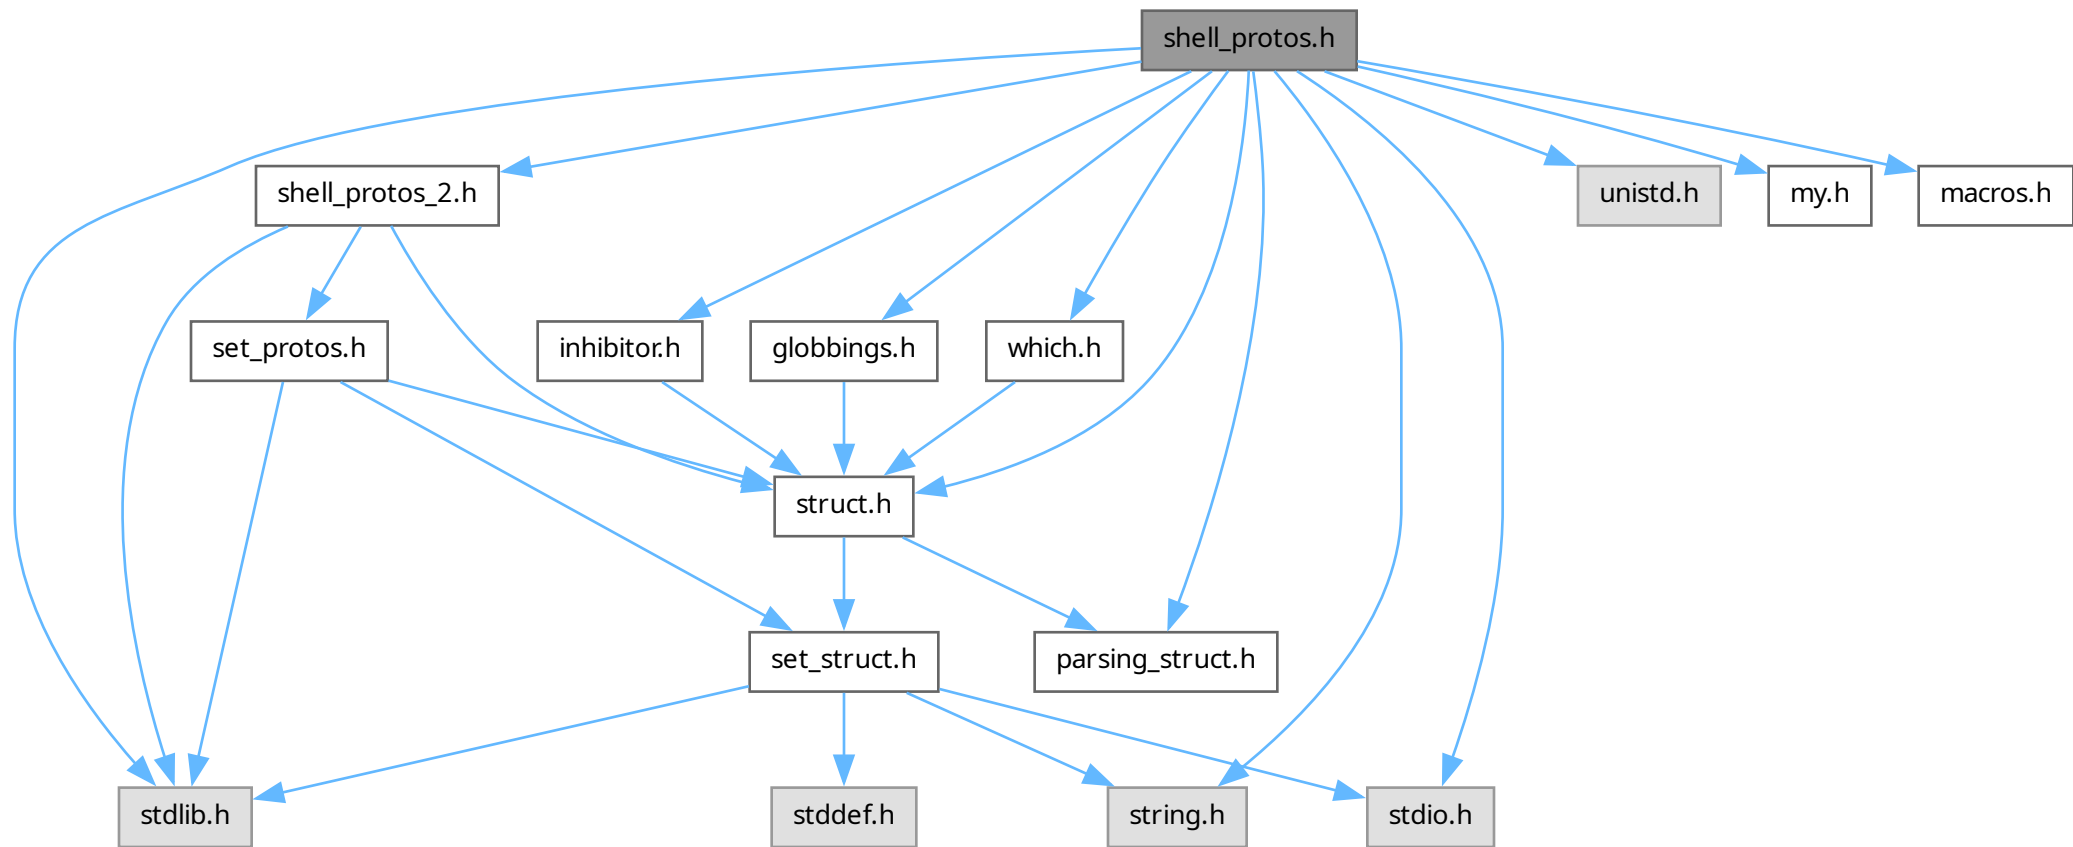 shell_protos.h
shell_protos_2.h
unistd.h
my.h
macros.h
set_protos.h
inhibitor.h
globbings.h
which.h
struct.h
set_struct.h
parsing_struct.h
stdlib.h
stddef.h
string.h
stdio.h